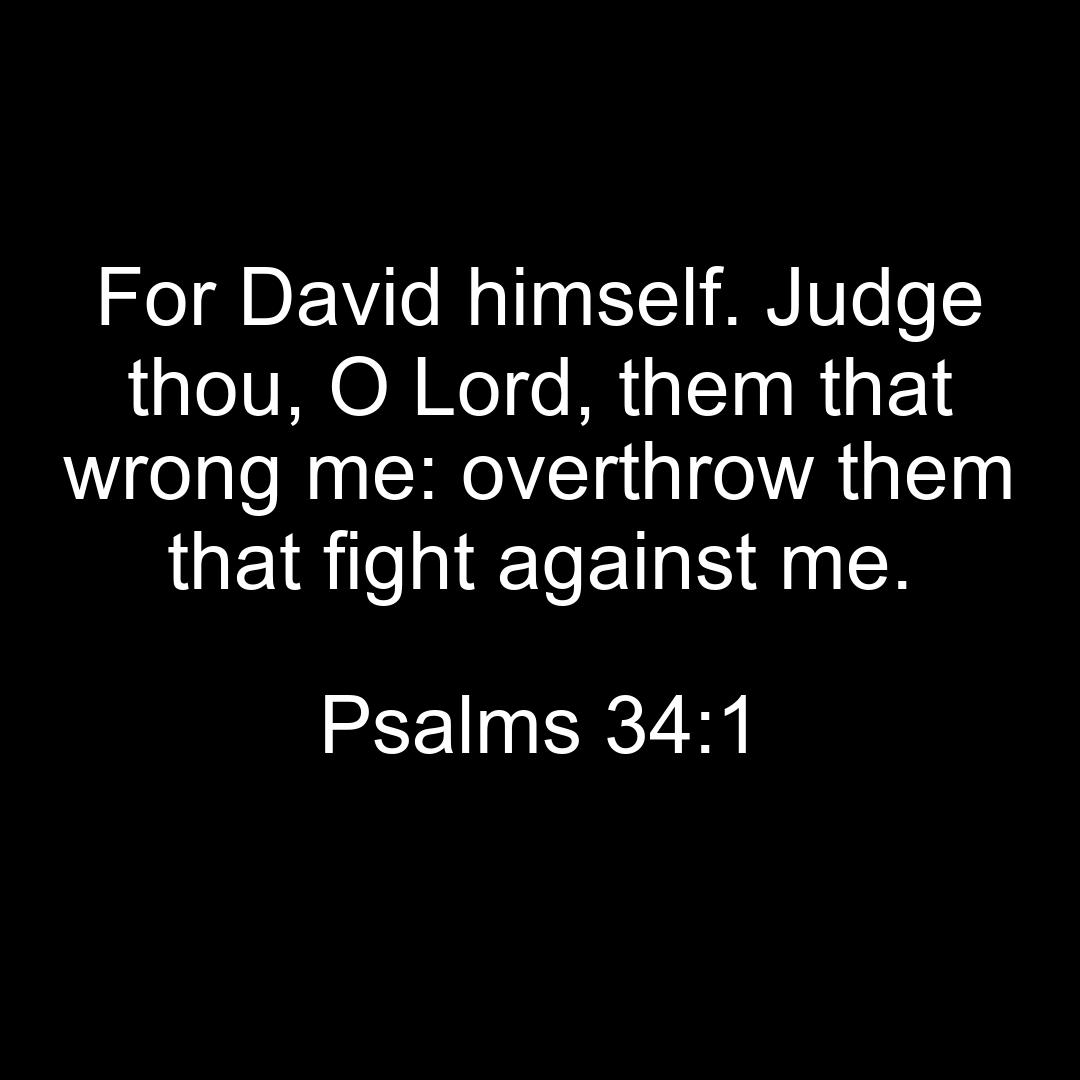 For David himself. Judge
thou, O Lord, them that
wrong me: overthrow them
that fight against me.
Psalms 34:1